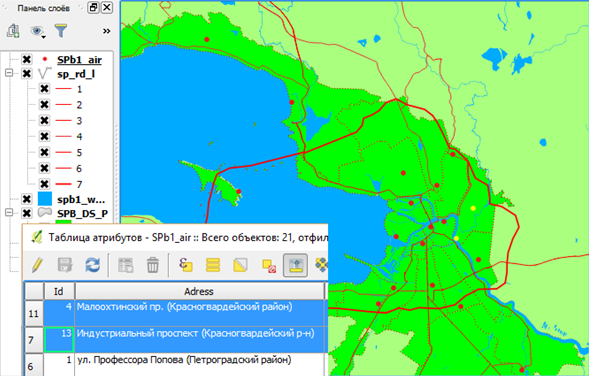 Панель слоёв
SPb1_air
sp_rd_l
1
2
3
4
5
6
7
spb1_w...
SPB_DS_P
Таблица атрибутов - SPb1_air :: Всего объектов: 21, отфил
Id Adress
11 4 Малоохтинский пр. (Красногвардейский район)
7 13 Индустриальный проспект (Красногвардейский р-н)
6 1 ул. Профессора Попова (Петроградский район)